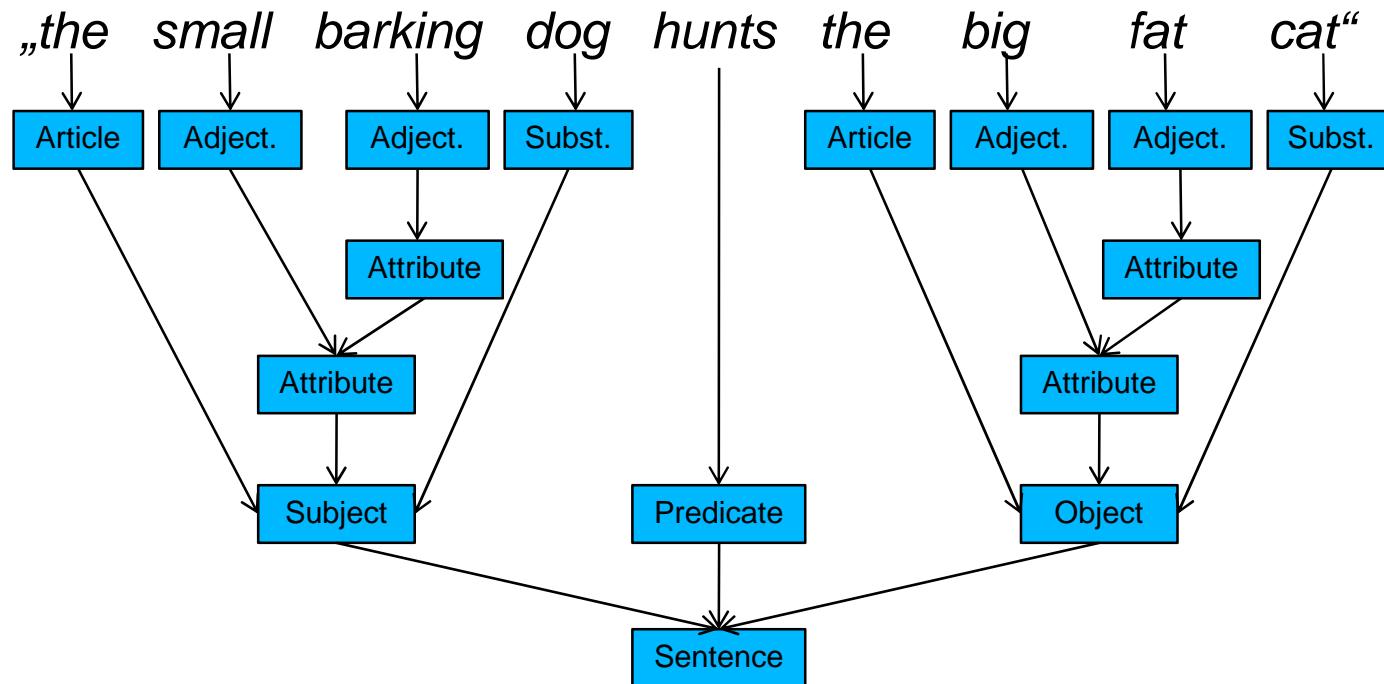 „the small barking dog hunts the big fat cat“
Article Adject. Adject. Subst. Article Adject. Adject. Subst.
Attribute Attribute
Attribute Attribute
Subject Predicate Object
Sentence